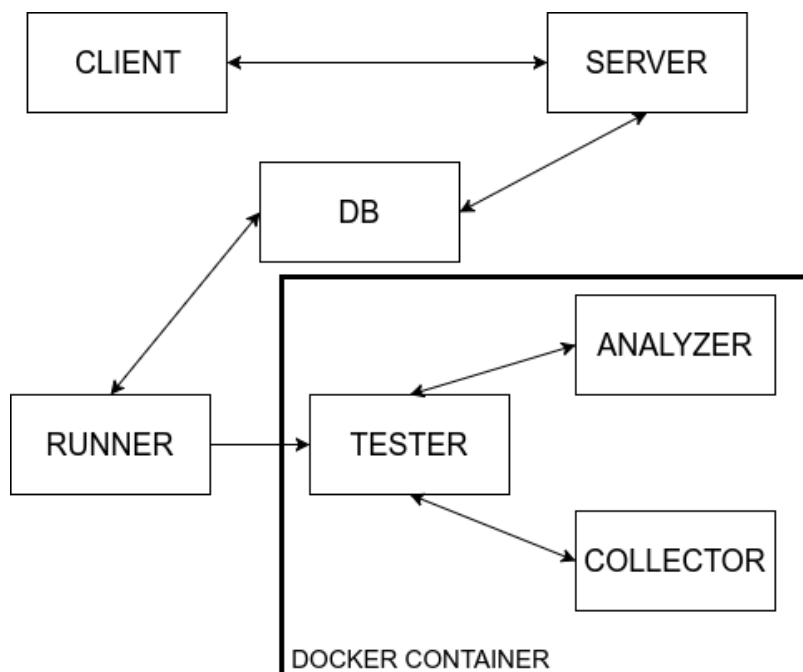 CLIENT
SERVER
DB
ANALYZER
RUNNER
TESTER
COLLECTOR
DOCKER CONTAINER